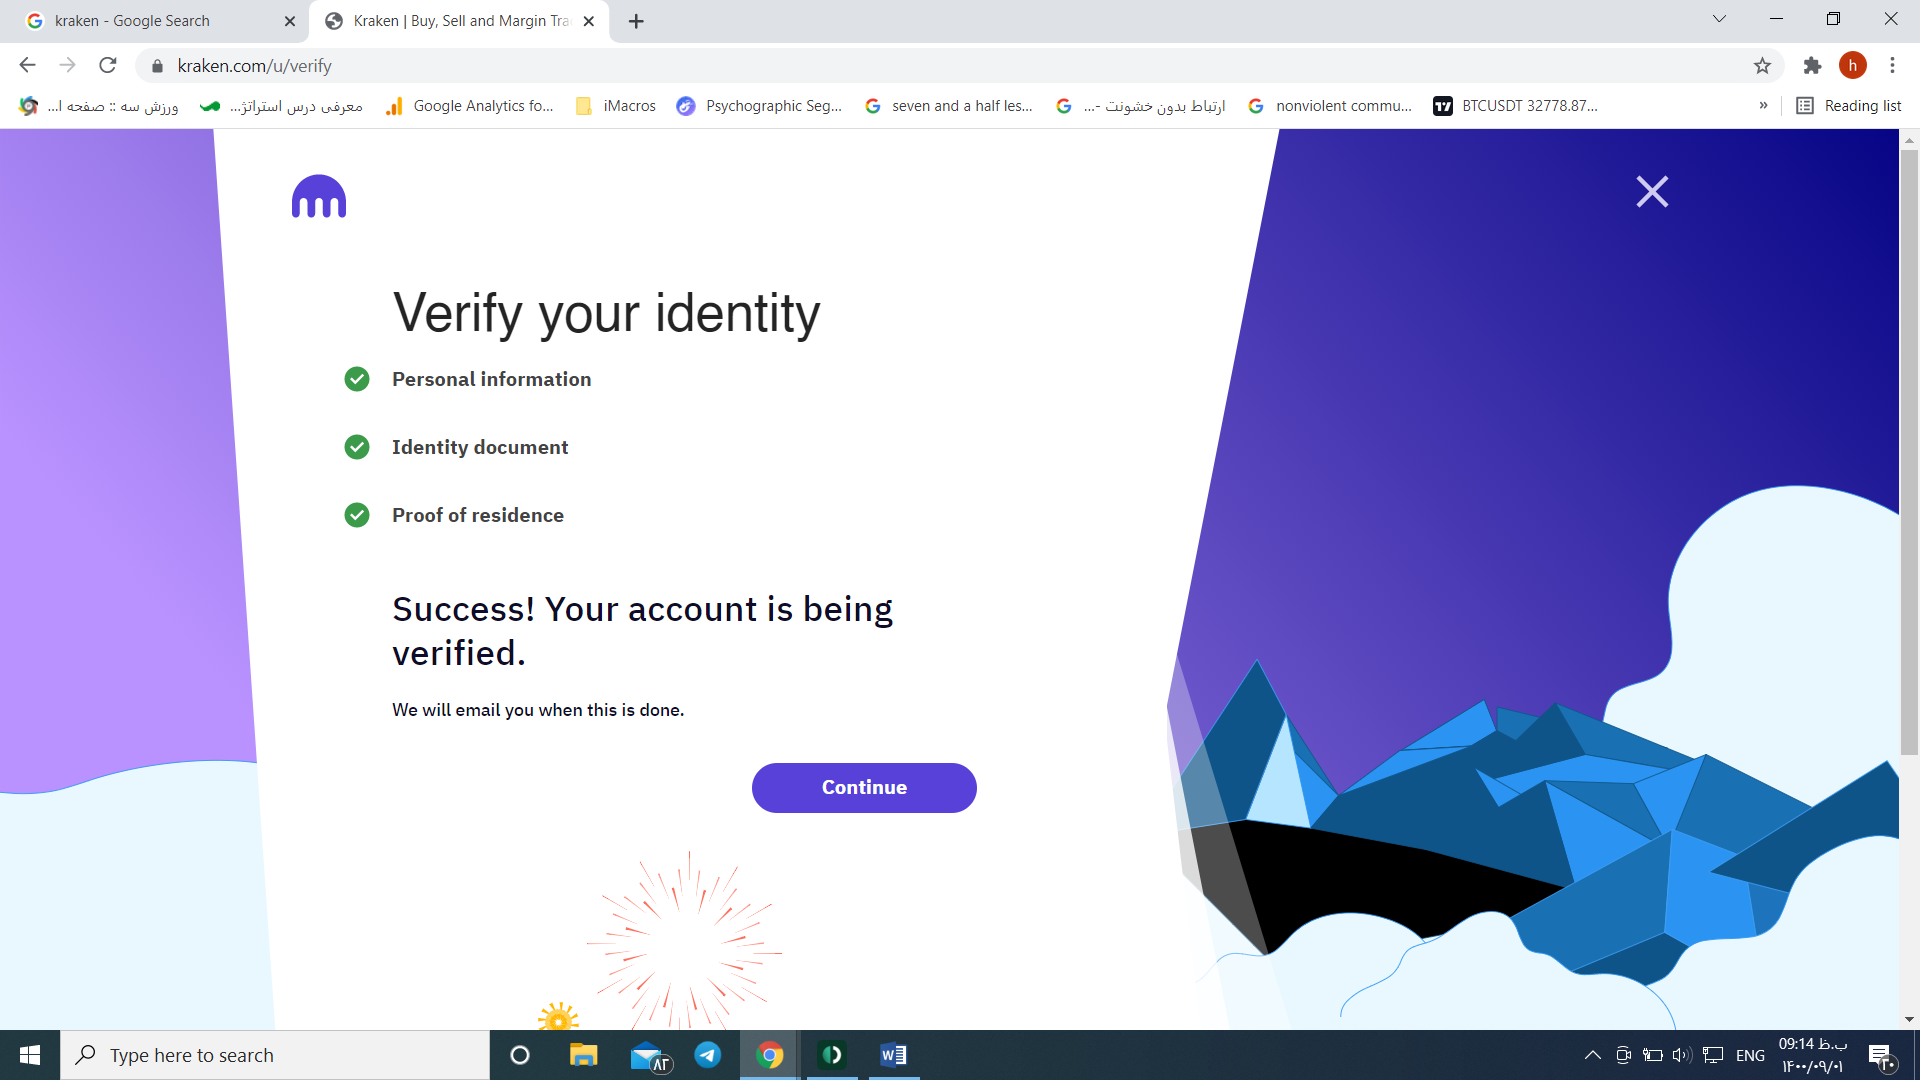 kraken - Google Search
Kraken | Buy, Sell and Margin Tra
kraken.com/u/verify
ورزش سه :: صفحه ا...
معرفی درس استراتژ...
Google Analytics fo...
iMacros
Psychographic Seg...
seven and a half les...
ارتباط بدون خشونت -...
nonviolent commu...
BTCUSDT 32778.87...
»
Reading list
h
Verify your identity
Personal information
Identity document
Proof of residence
Success! Your account is being
verified.
We will email you when this is done.
Continue
Type here to search
۸۲
W
ENG
09:14 ب.ظ
۱۴۰۰/۰۹/۰۱
۲۰